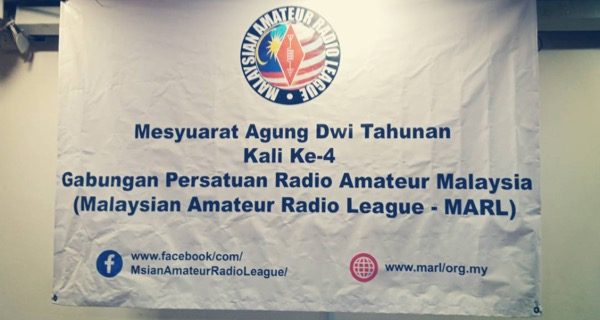 MALAYSIAN AMATEUR RADIO LEAGUE
Mesyuarat Agung Dwi Tahunan
Kali Ke-4
Gabungan Persatuan Radio Amateur Malaysia
(Malaysian Amateur Radio League - MARL)
www.facebook/com/
MsianAmateurRadioLeague/
www.marl/org.my